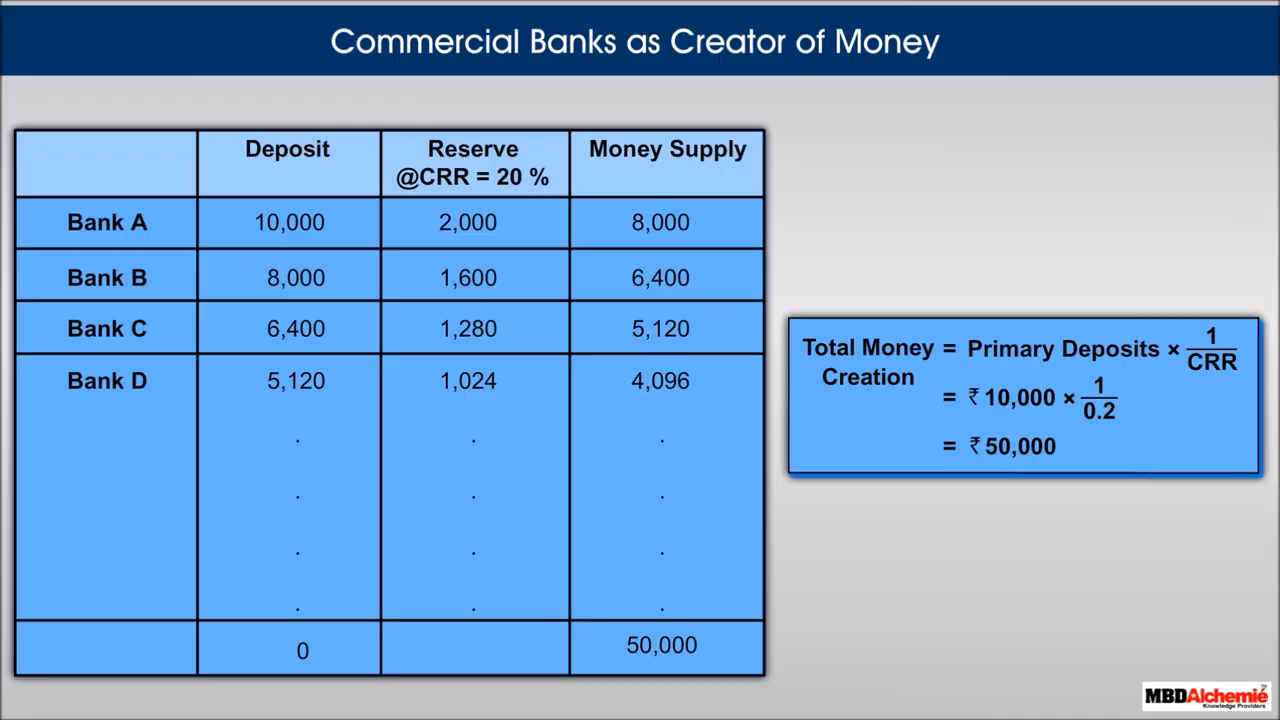 Commercial Banks as Creator of Money
Deposit Reserve @CRR = 20 % Money Supply
Bank A 10,000 2,000 8,000
Bank B 8,000 1,600 6,400
Bank C 6,400 1,280 5,120
Bank D 5,120 1,024 4,096
. . .
. . .
. . .
. . .
0 50,000
Total Money Creation = Primary Deposits × 1/CRR
= ₹ 10,000 × 1/0.2
= ₹ 50,000
MBDAlchemié™
Knowledge Providers